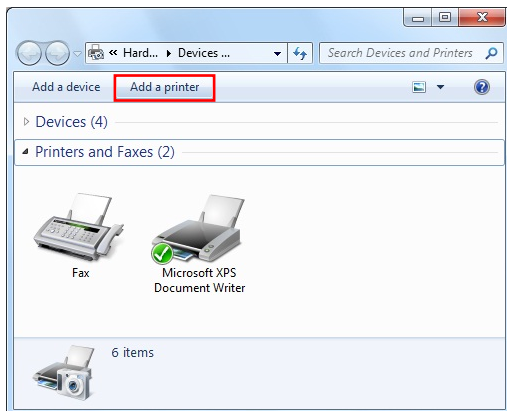 « Hard... ▸ Devices ... Search Devices and Printers
Add a device Add a printer
Devices (4)
Printers and Faxes (2)
Fax
Microsoft XPS
Document Writer
6 items